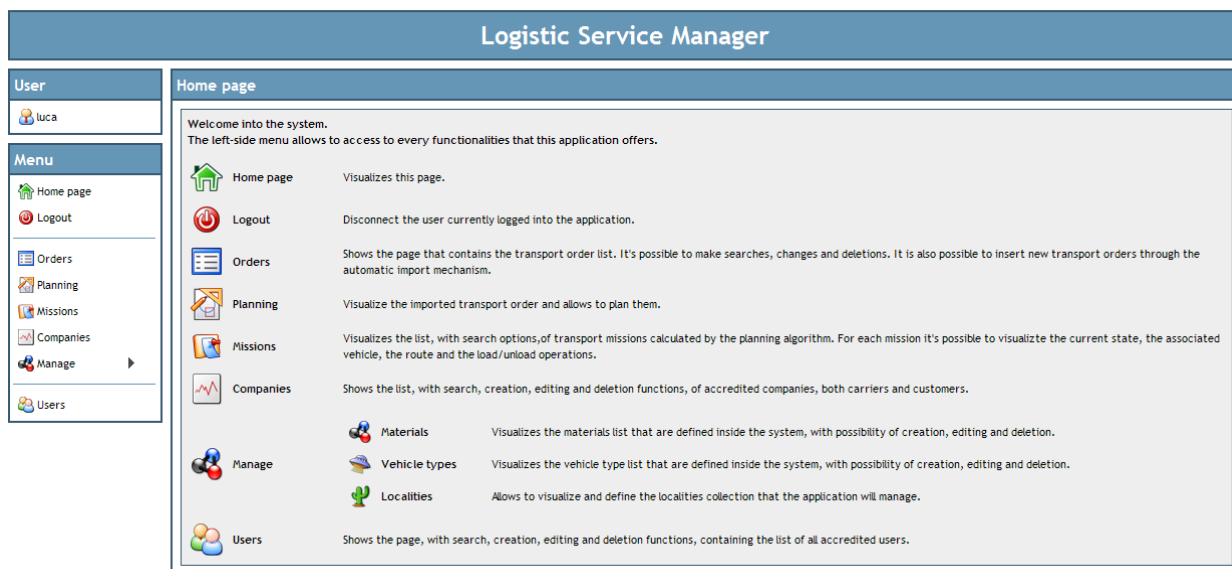 Logistic Service Manager
User
luca
Menu
Home page
Logout
Orders
Planning
Missions
Companies
Manage
Users
Home page
Welcome into the system.
The left-side menu allows to access to every functionalities that this application offers.
Home page Visualizes this page.
Logout Disconnect the user currently logged into the application.
Orders Shows the page that contains the transport order list. It's possible to make searches, changes and deletions. It is also possible to insert new transport orders through the
automatic import mechanism.
Planning Visualize the imported transport order and allows to plan them.
Missions Visualizes the list, with search options,of transport missions calculated by the planning algorithm. For each mission it's possible to visualizte the current state, the associated
vehicle, the route and the load/unload operations.
Companies Shows the list, with search, creation, editing and deletion functions, of accredited companies, both carriers and customers.
Manage
Materials Visualizes the materials list that are defined inside the system, with possibility of creation, editing and deletion.
Vehicle types Visualizes the vehicle type list that are defined inside the system, with possibility of creation, editing and deletion.
Localities Allows to visualize and define the localities collection that the application will manage.
Users Shows the page, with search, creation, editing and deletion functions, containing the list of all accredited users.